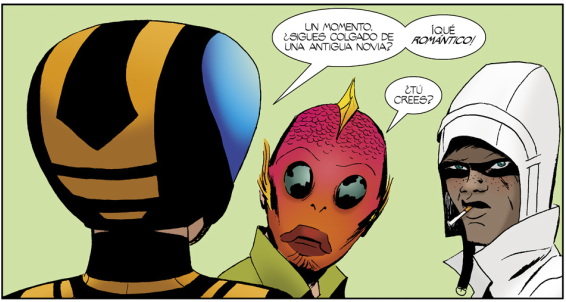 UN MOMENTO.
¿SIGUES COLGADO DE
UNA ANTIGUA NOVIA?
¡QUÉ
ROMÁNTICO!
¿TÚ
CREES?